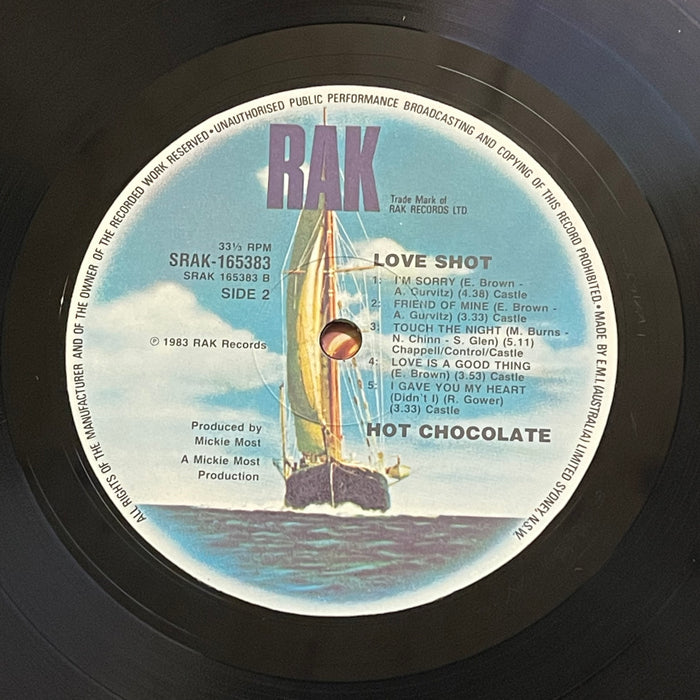 ALL RIGHTS OF THE MANUFACTURER AND OF THE OWNER OF THE RECORDED WORK RESERVED • UNAUTHORISED PUBLIC PERFORMANCE BROADCASTING AND COPYING OF THIS RECORD PROHIBITED • MADE BY E.M.I. (AUSTRALIA) LIMITED SYDNEY, N.S.W.
RAK
Trade Mark of
RAK RECORDS LTD
33⅓ RPM
SRAK-165383
SRAK 165383 B
SIDE 2
℗ 1983 RAK Records
Produced by
Mickie Most
A Mickie Most
Production
LOVE SHOT
1: I'M SORRY (E. Brown -
A. Gurvitz) (4.38) Castle
2: FRIEND OF MINE (E. Brown -
A. Gurvitz) (3.33) Castle
3: TOUCH THE NIGHT (M. Burns -
N. Chinn - S. Glen) (5.11)
Chappell/Control/Castle
4: LOVE IS A GOOD THING
(E. Brown) (3.53) Castle
5: I GAVE YOU MY HEART
(Didn't I) (R. Gower)
(3.33) Castle
HOT CHOCOLATE